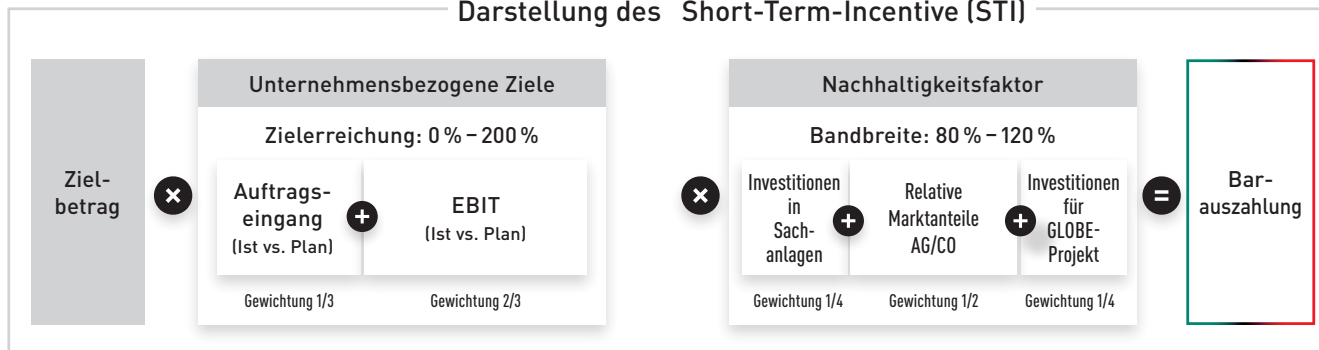 Darstellung des Short-Term-Incentive (STI)
Ziel-
betrag
×
Unternehmensbezogene Ziele
Zielerreichung: 0 % – 200 %
Auftrags-
eingang
(Ist vs. Plan)
+
EBIT
(Ist vs. Plan)
Gewichtung 1/3
Gewichtung 2/3
×
Nachhaltigkeitsfaktor
Bandbreite: 80 % – 120 %
Investitionen
in
Sach-
anlagen
+
Relative
Marktanteile
AG/CO
+
Investitionen
für
GLOBE-
Projekt
Gewichtung 1/4
Gewichtung 1/2
Gewichtung 1/4
=
Bar-
auszahlung